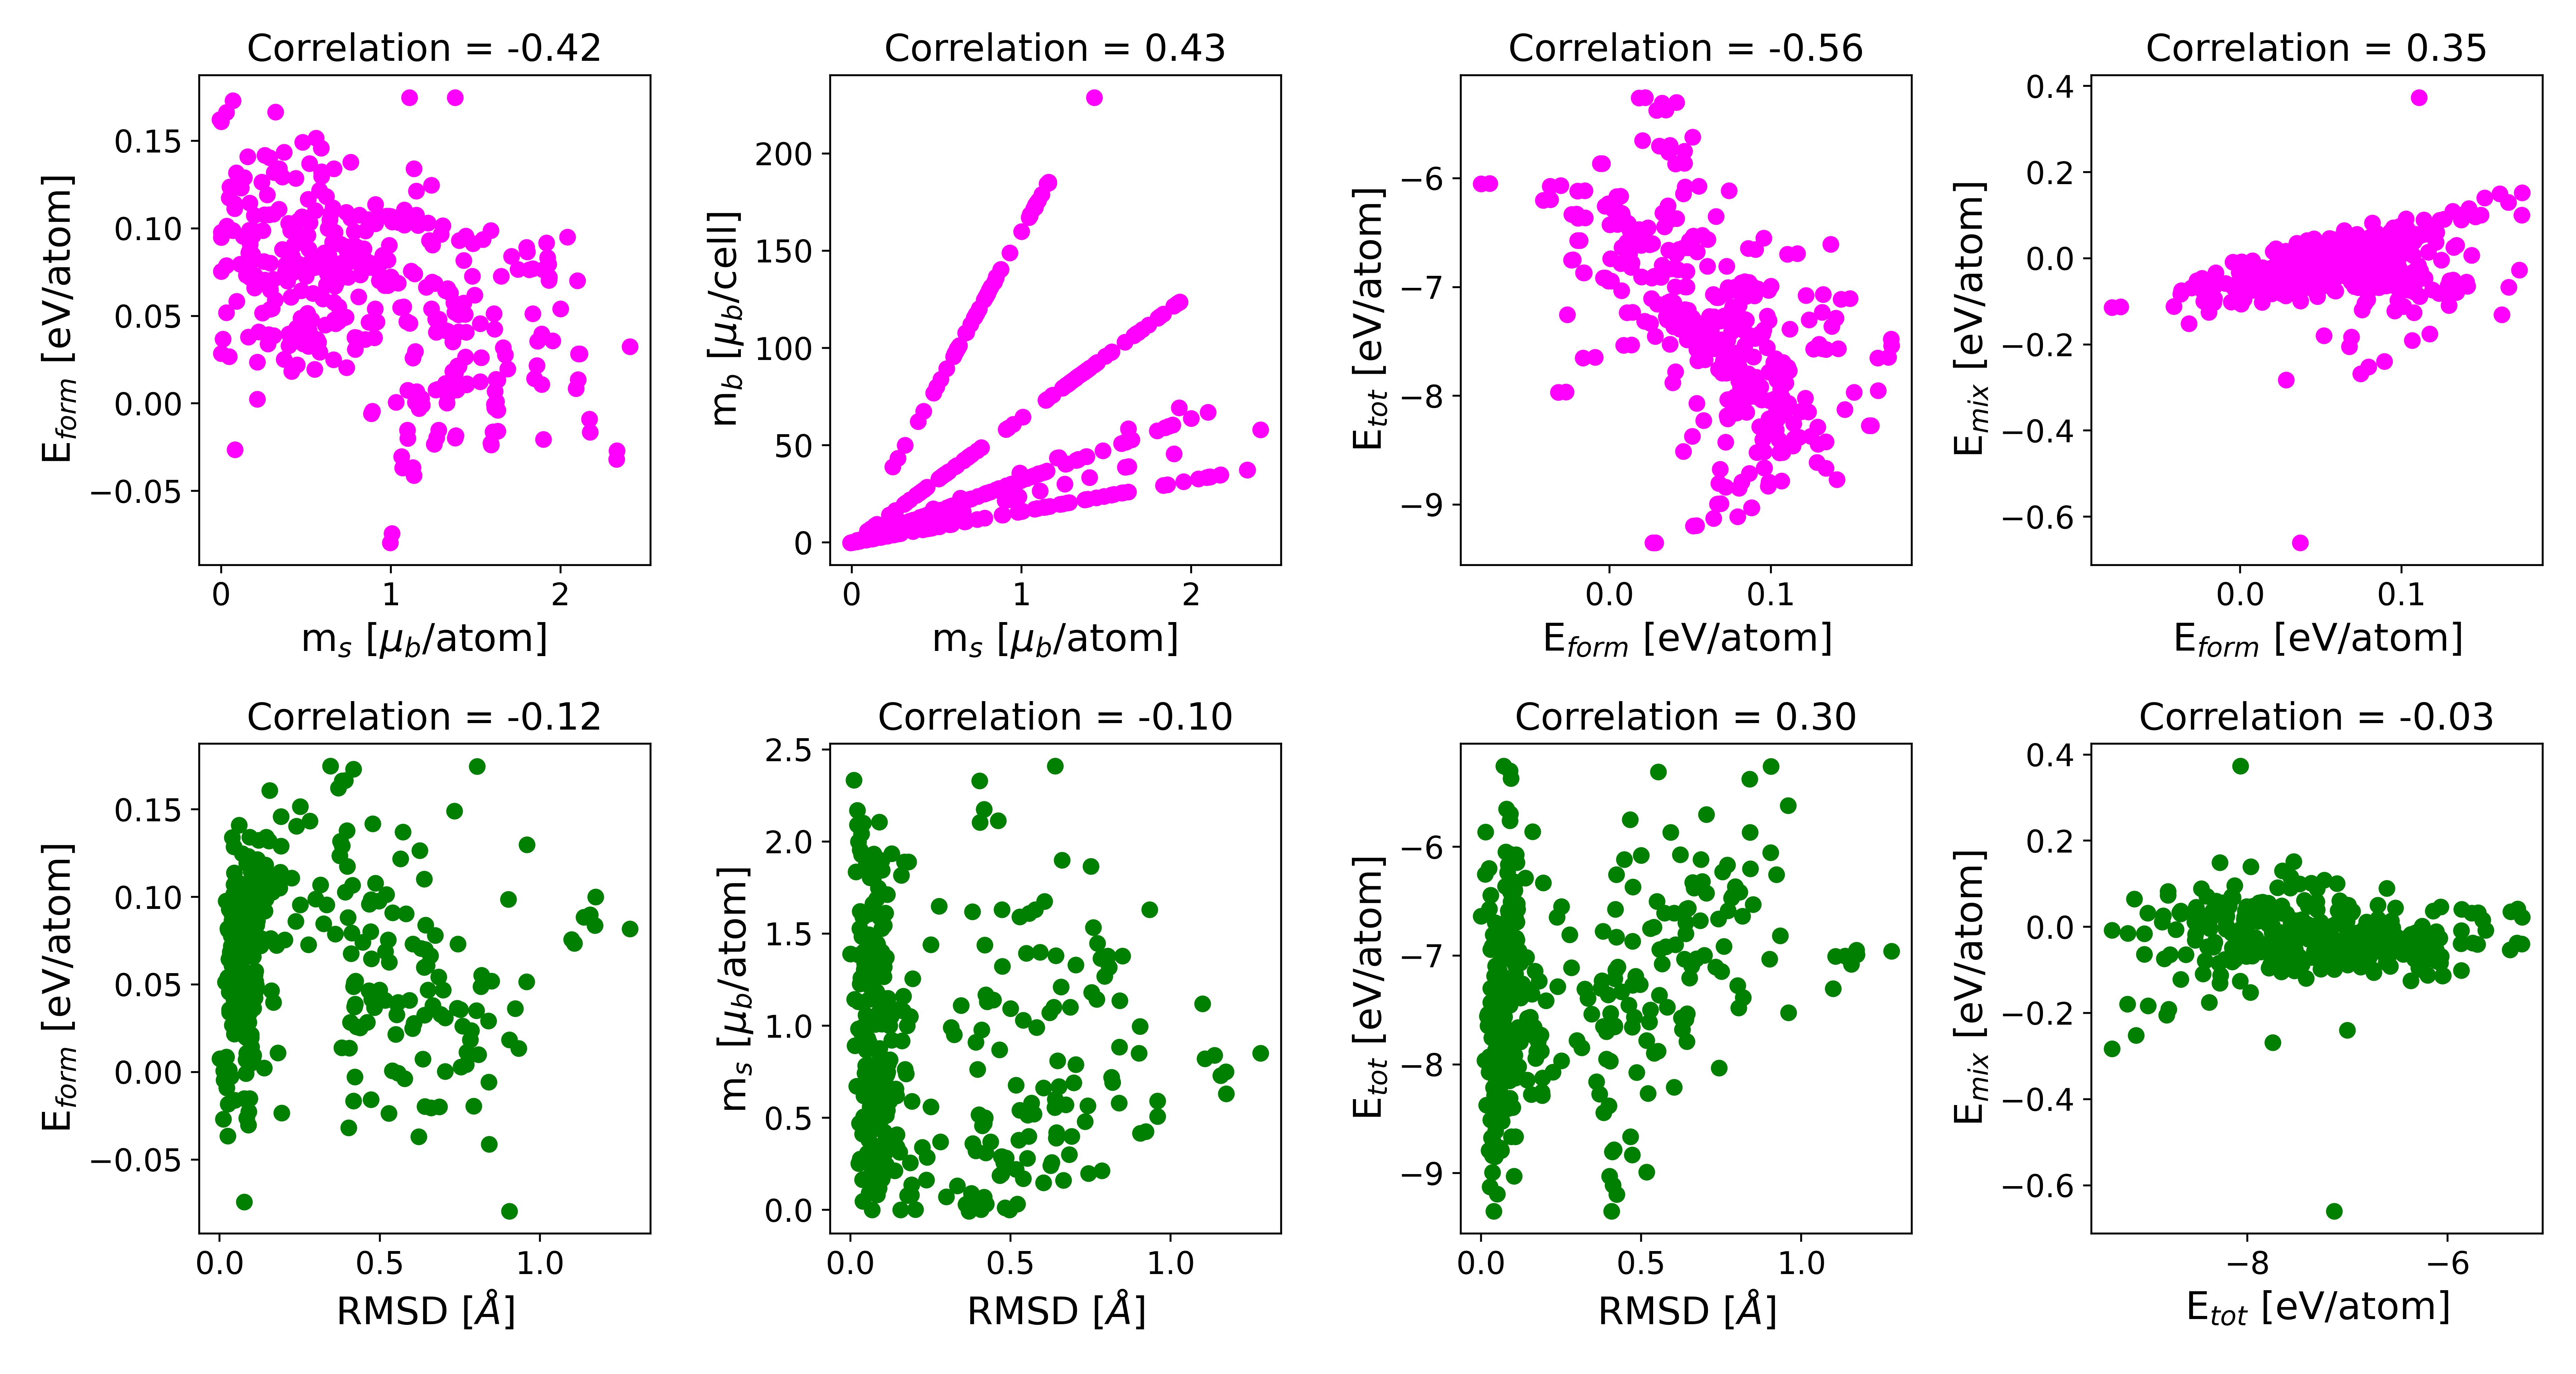 Correlation = -0.42
E_form [eV/atom]
0.15
0.10
0.05
0.00
−0.05
0 1 2
m_s [μ_b/atom]
Correlation = 0.43
m_b [μ_b/cell]
200
150
100
50
0
0 1 2
m_s [μ_b/atom]
Correlation = -0.56
E_tot [eV/atom]
−6
−7
−8
−9
0.0 0.1
E_form [eV/atom]
Correlation = 0.35
E_mix [eV/atom]
0.4
0.2
0.0
−0.2
−0.4
−0.6
0.0 0.1
E_form [eV/atom]
Correlation = -0.12
E_form [eV/atom]
0.15
0.10
0.05
0.00
−0.05
0.0 0.5 1.0
RMSD [Å]
Correlation = -0.10
m_s [μ_b/atom]
2.5
2.0
1.5
1.0
0.5
0.0
0.0 0.5 1.0
RMSD [Å]
Correlation = 0.30
E_tot [eV/atom]
−6
−7
−8
−9
0.0 0.5 1.0
RMSD [Å]
Correlation = -0.03
E_mix [eV/atom]
0.4
0.2
0.0
−0.2
−0.4
−0.6
−8 −6
E_tot [eV/atom]